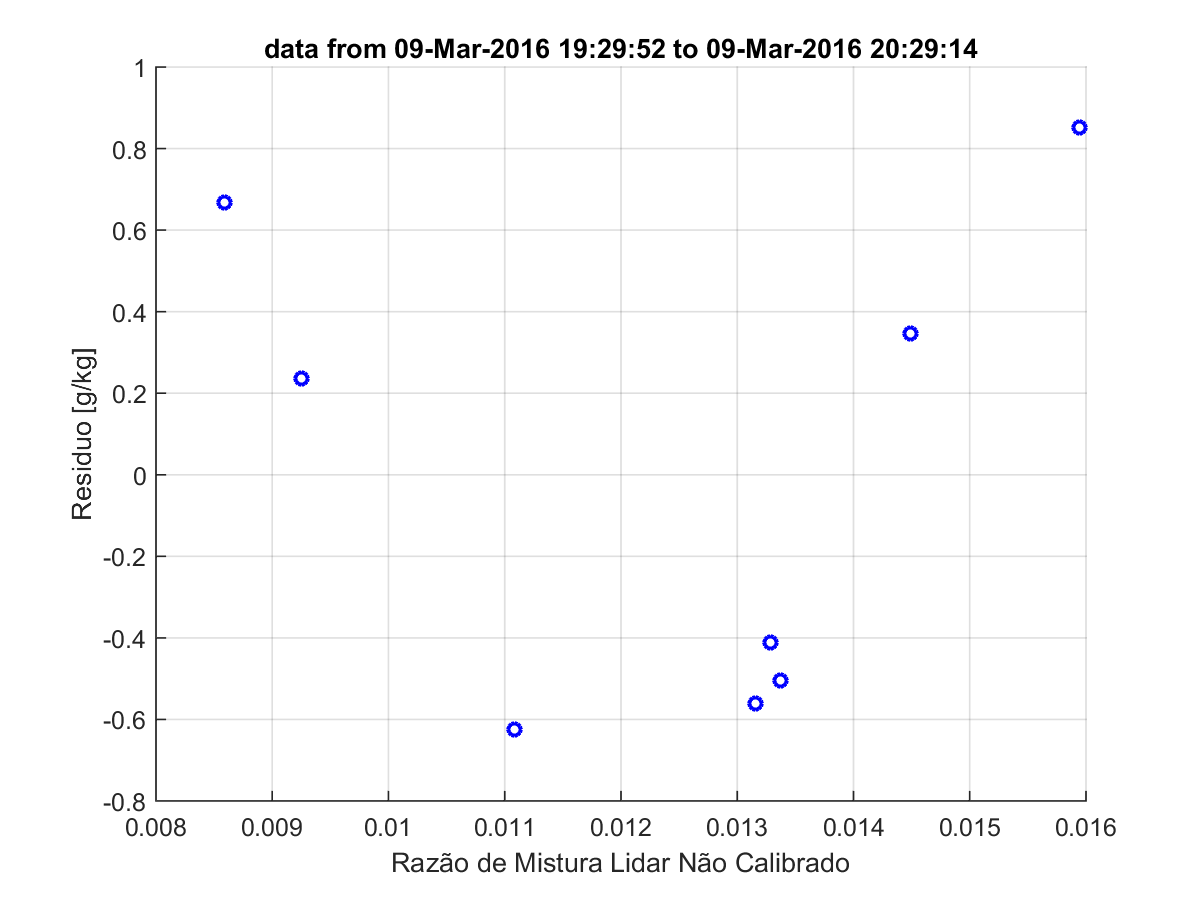 data from 09-Mar-2016 19:29:52 to 09-Mar-2016 20:29:14
1
0.8
0.6
0.4
0.2
0
-0.2
-0.4
-0.6
-0.8
Residuo [g/kg]
0.008 0.009 0.01 0.011 0.012 0.013 0.014 0.015 0.016
Razão de Mistura Lidar Não Calibrado